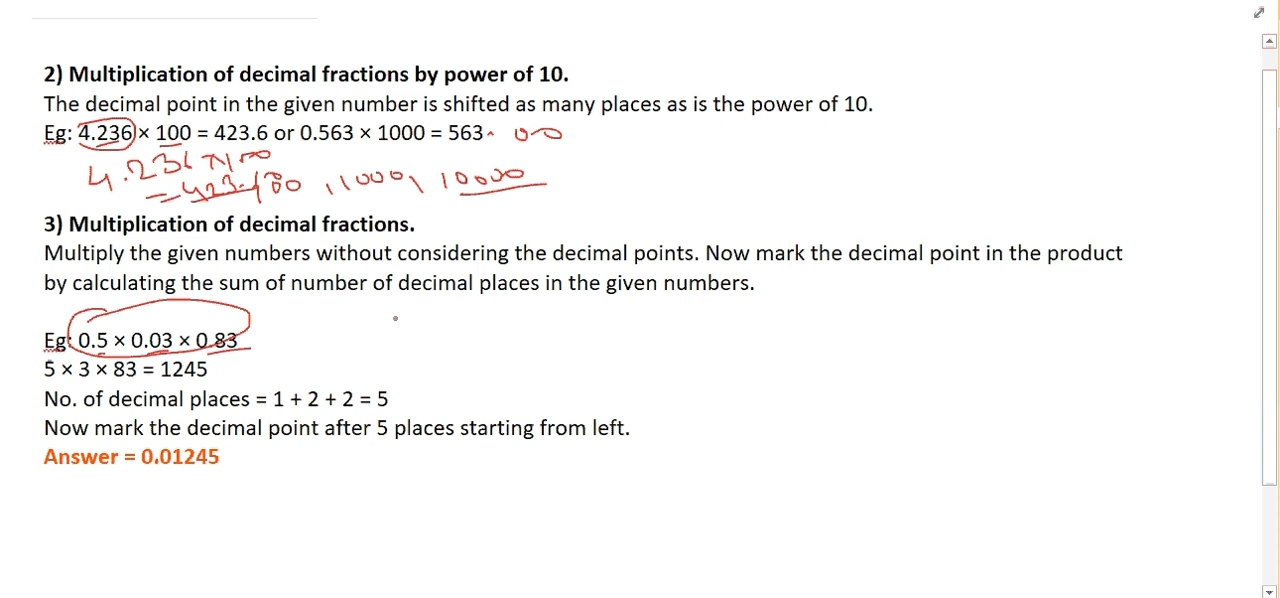 2) Multiplication of decimal fractions by power of 10.
The decimal point in the given number is shifted as many places as is the power of 10.
Eg: 4.236 × 100 = 423.6 or 0.563 × 1000 = 563
4.236 × 100
3) Multiplication of decimal fractions.
Multiply the given numbers without considering the decimal points. Now mark the decimal point in the product
by calculating the sum of number of decimal places in the given numbers.
Eg: 0.5 × 0.03 × 0.83
5 × 3 × 83 = 1245
No. of decimal places = 1 + 2 + 2 = 5
Now mark the decimal point after 5 places starting from left.
Answer = 0.01245